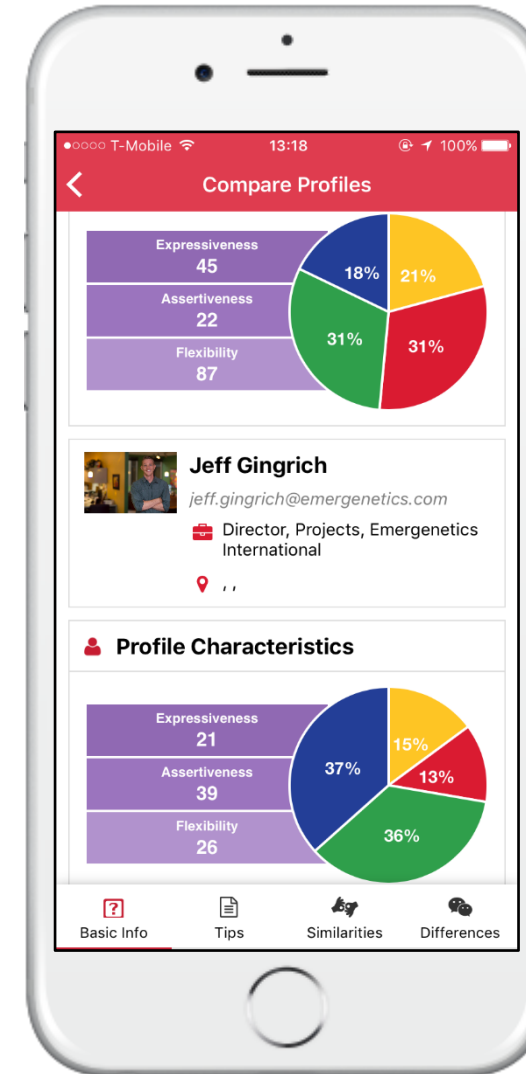 T-Mobile 13:18 100%
Compare Profiles
Expressiveness
45
Assertiveness
22
Flexibility
87
18% 21%
31% 31%
Jeff Gingrich
jeff.gingrich@emergenetics.com
Director, Projects, Emergenetics
International
, ,
Profile Characteristics
Expressiveness
21
Assertiveness
39
Flexibility
26
15%
37% 13%
36%
Basic Info Tips Similarities Differences